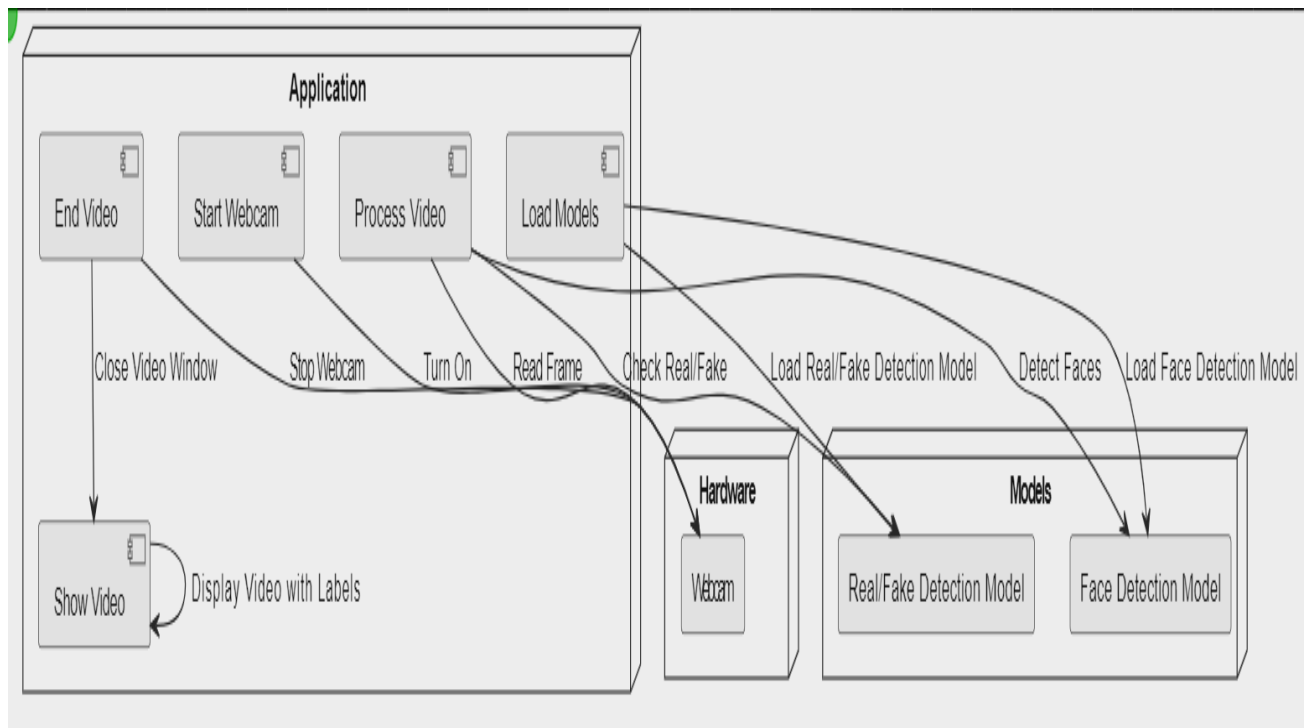 Application
End Video
Start Webcam
Process Video
Load Models
Close Video Window
Stop Webcam
Turn On
Read Frame
Check Real/Fake
Load Real/Fake Detection Model
Detect Faces
Load Face Detection Model
Hardware
Models
Show Video
Display Video with Labels
Webcam
Real/Fake Detection Model
Face Detection Model